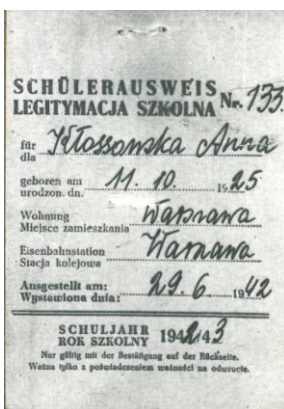 SCHÜLERAUSWEIS
LEGITYMACJA SZKOLNA Nr. 133.
für
dla Kłossowska Anna
geboren am
urodzon. dn. 11. 10. 1925
Wohnung
Miejsce zamieszkania Warszawa
Eisenbahnstation
Stacja kolejowa Warszawa
Ausgestellt am:
Wystawiona dnia: 29. 6. 1942
SCHULJAHR
ROK SZKOLNY 1942/43
Nur gültig mit der Bestätigung auf der Rückseite.
Ważna tylko z poświadczeniem ważności na odwrocie.